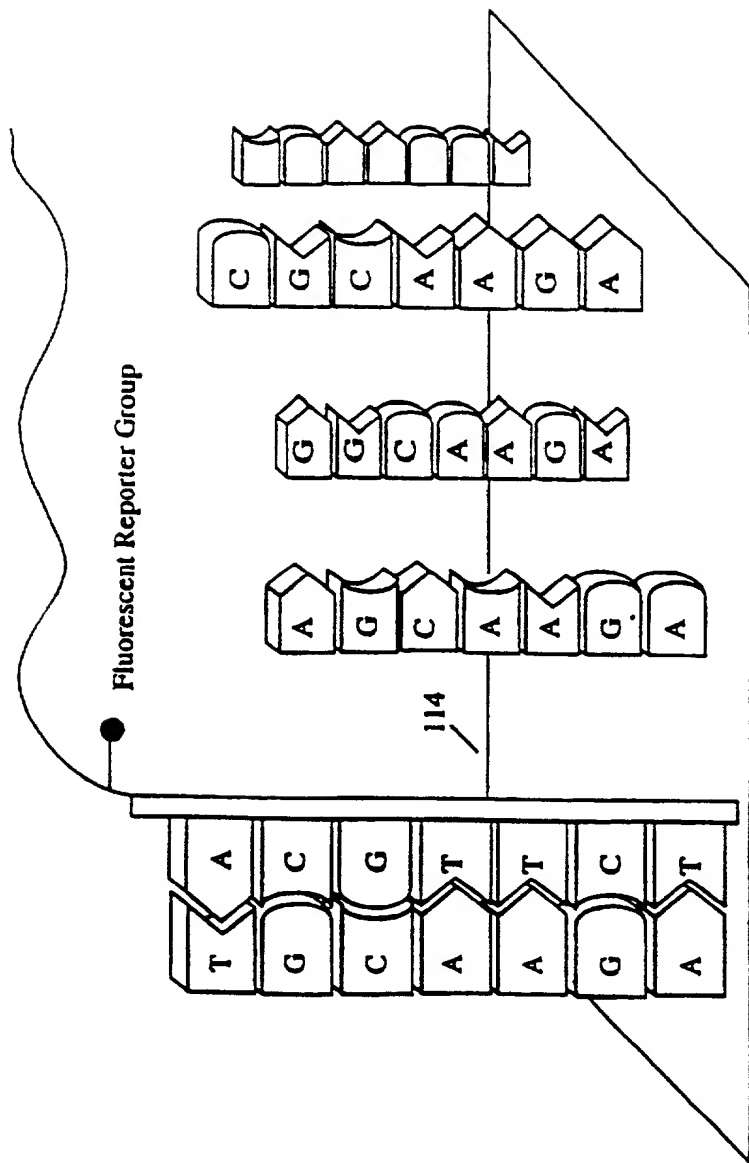 A G A A C G T
T C T T G C A
114
Fluorescent Reporter Group
A G A A C G A
A G A A C G G
A G A A C G C